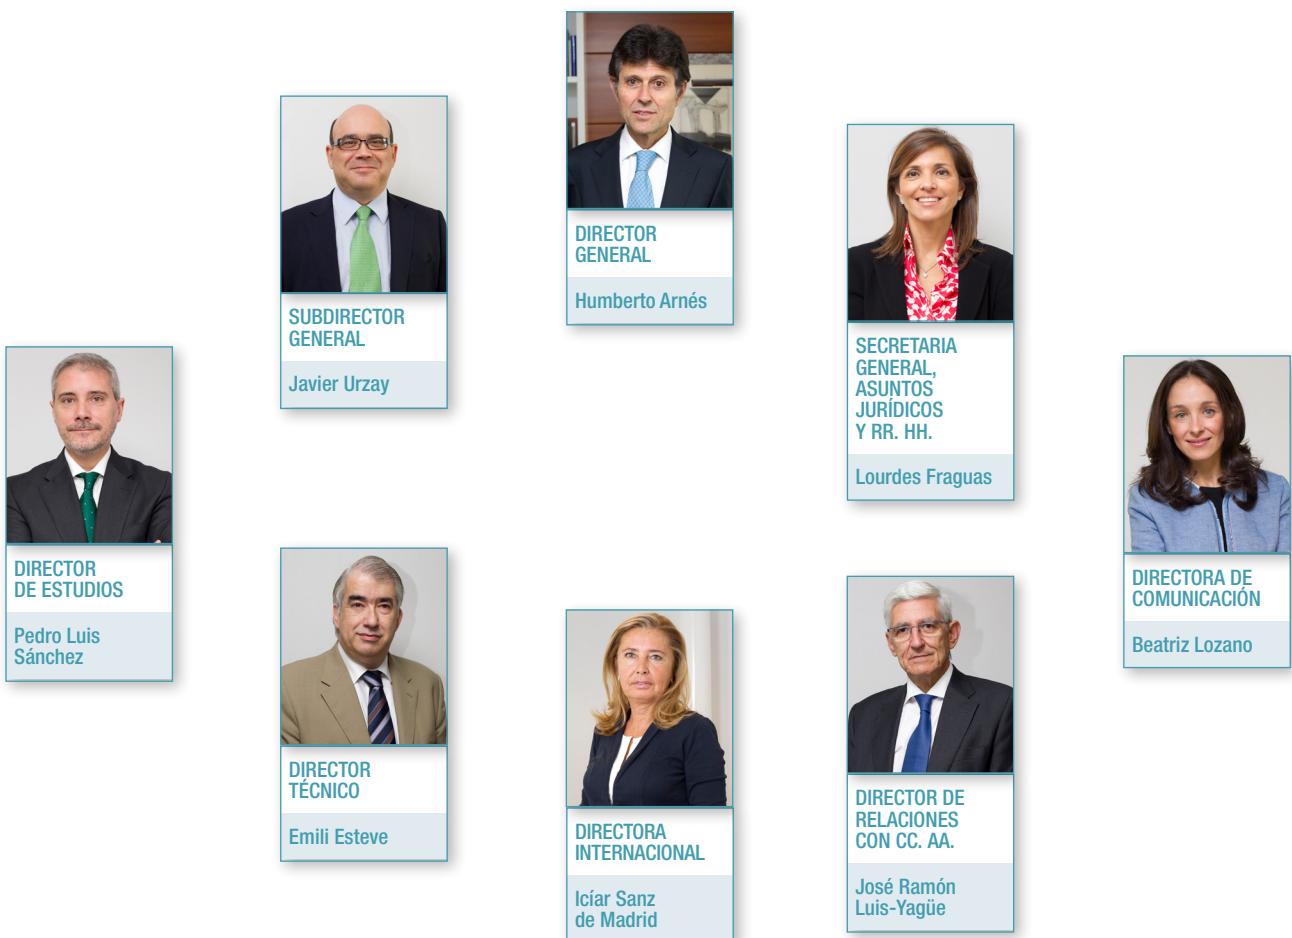 DIRECTOR
GENERAL
Humberto Arnés
SUBDIRECTOR
GENERAL
Javier Urzay
SECRETARIA
GENERAL,
ASUNTOS
JURÍDICOS
Y RR. HH.
Lourdes Fraguas
DIRECTOR
DE ESTUDIOS
Pedro Luis
Sánchez
DIRECTORA DE
COMUNICACIÓN
Beatriz Lozano
DIRECTOR
TÉCNICO
Emili Esteve
DIRECTORA
INTERNACIONAL
Icíar Sanz
de Madrid
DIRECTOR DE
RELACIONES
CON CC. AA.
José Ramón
Luis-Yagüe